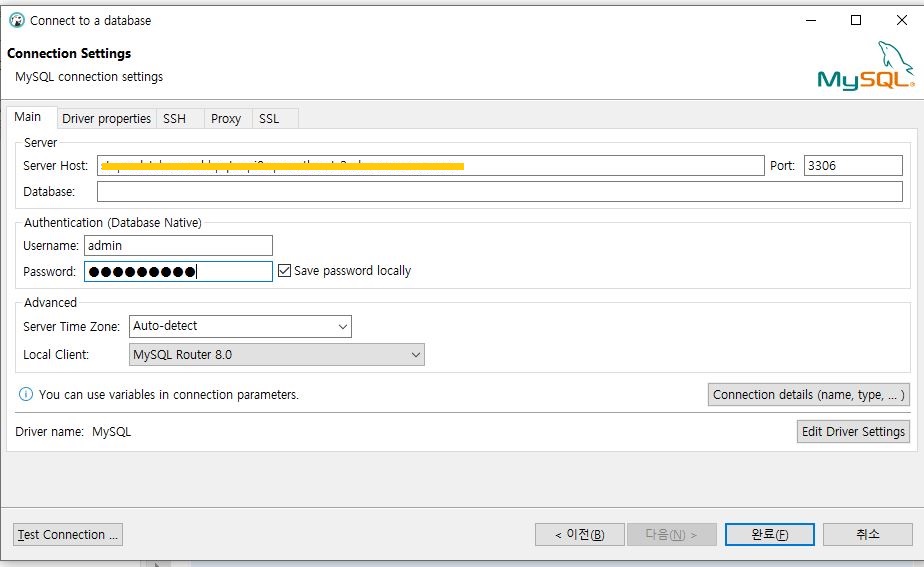 Connect to a database
Connection Settings
MySQL connection settings
MySQL®
Main Driver properties SSH Proxy SSL
Server
Server Host: Port: 3306
Database:
Authentication (Database Native)
Username: admin
Password: ●●●●●●●●● Save password locally
Advanced
Server Time Zone: Auto-detect
Local Client: MySQL Router 8.0
You can use variables in connection parameters. Connection details (name, type, ... )
Driver name: MySQL Edit Driver Settings
Test Connection ... < 이전(B) 다음(N) > 완료(F) 취소